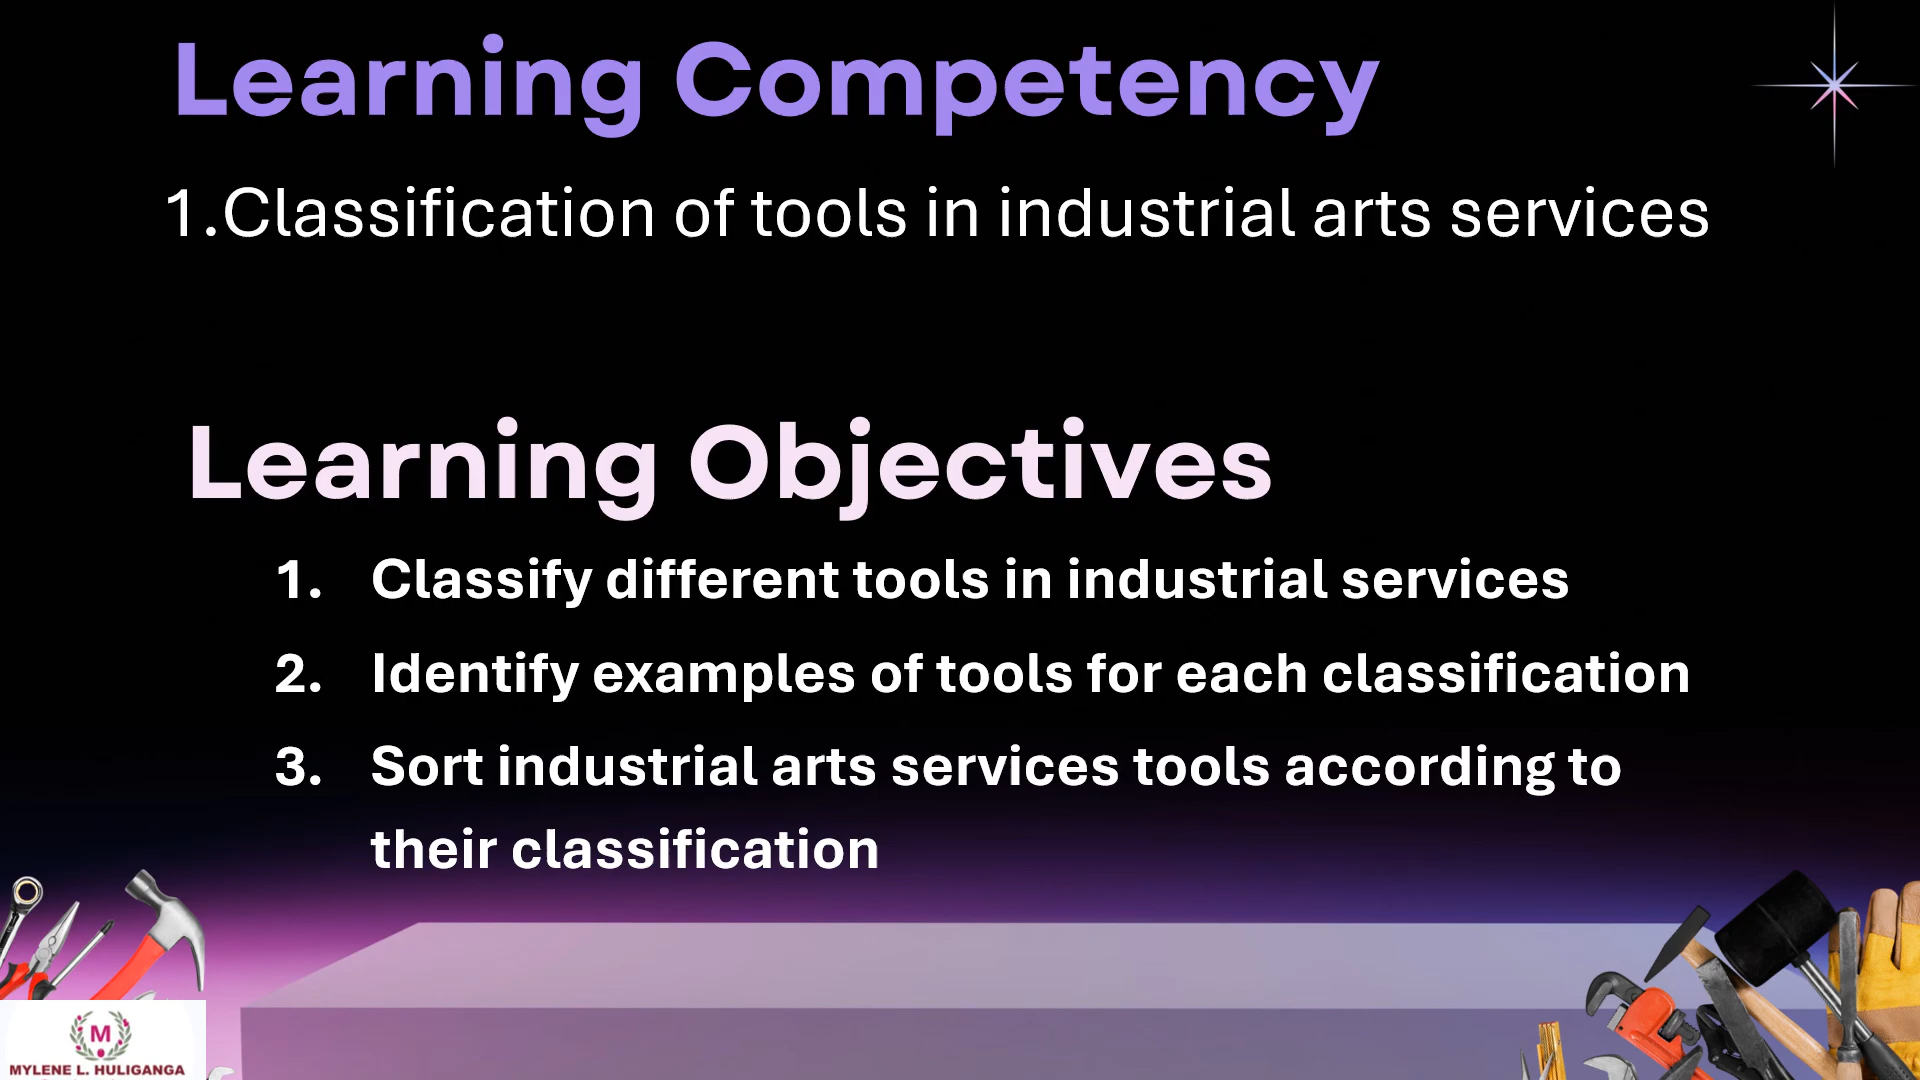 Learning Competency
1.Classification of tools in industrial arts services
Learning Objectives
1. Classify different tools in industrial services
2. Identify examples of tools for each classification
3. Sort industrial arts services tools according to
their classification
M
MYLENE L. HULIGANGA